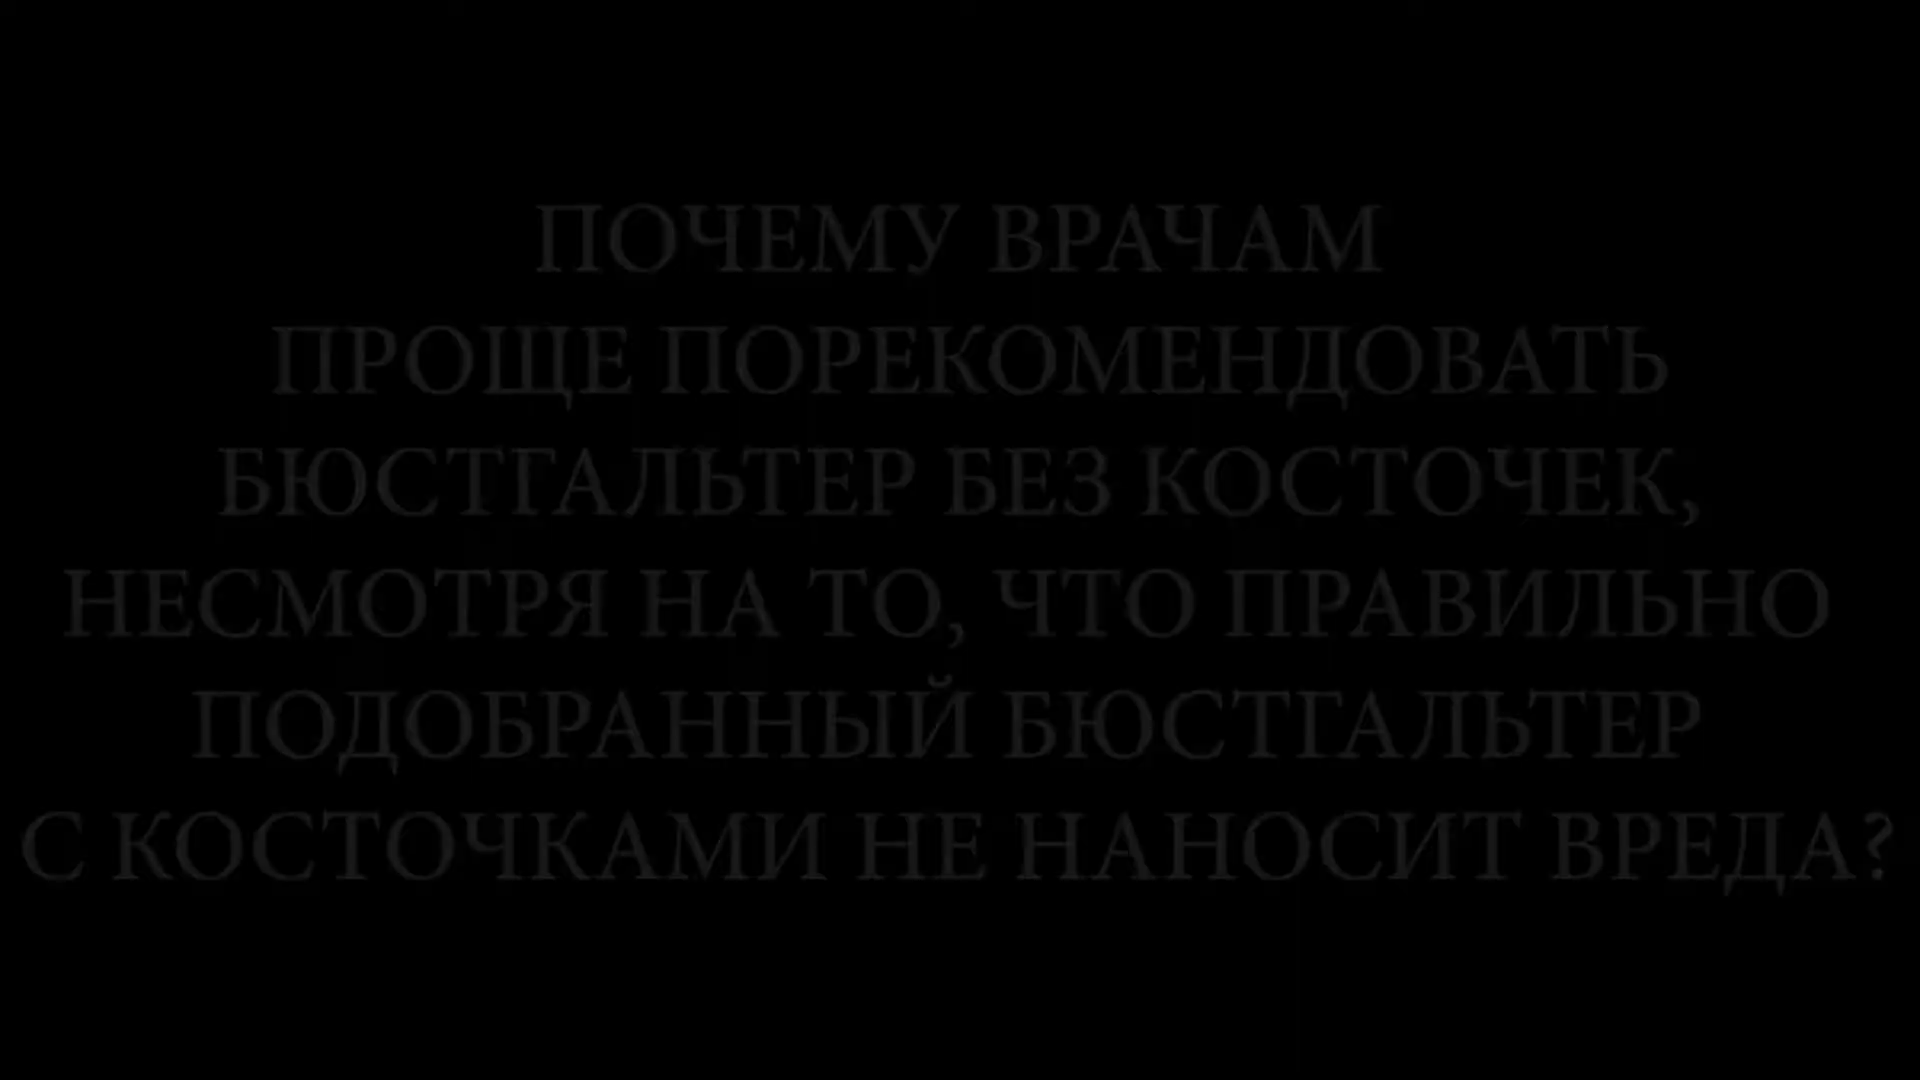 ПОЧЕМУ ВРАЧАМ
ПРОЩЕ ПОРЕКОМЕНДОВАТЬ
БЮСТГАЛЬТЕР БЕЗ КОСТОЧЕК,
НЕСМОТРЯ НА ТО, ЧТО ПРАВИЛЬНО
ПОДОБРАННЫЙ БЮСТГАЛЬТЕР
С КОСТОЧКАМИ НЕ НАНОСИТ ВРЕДА?